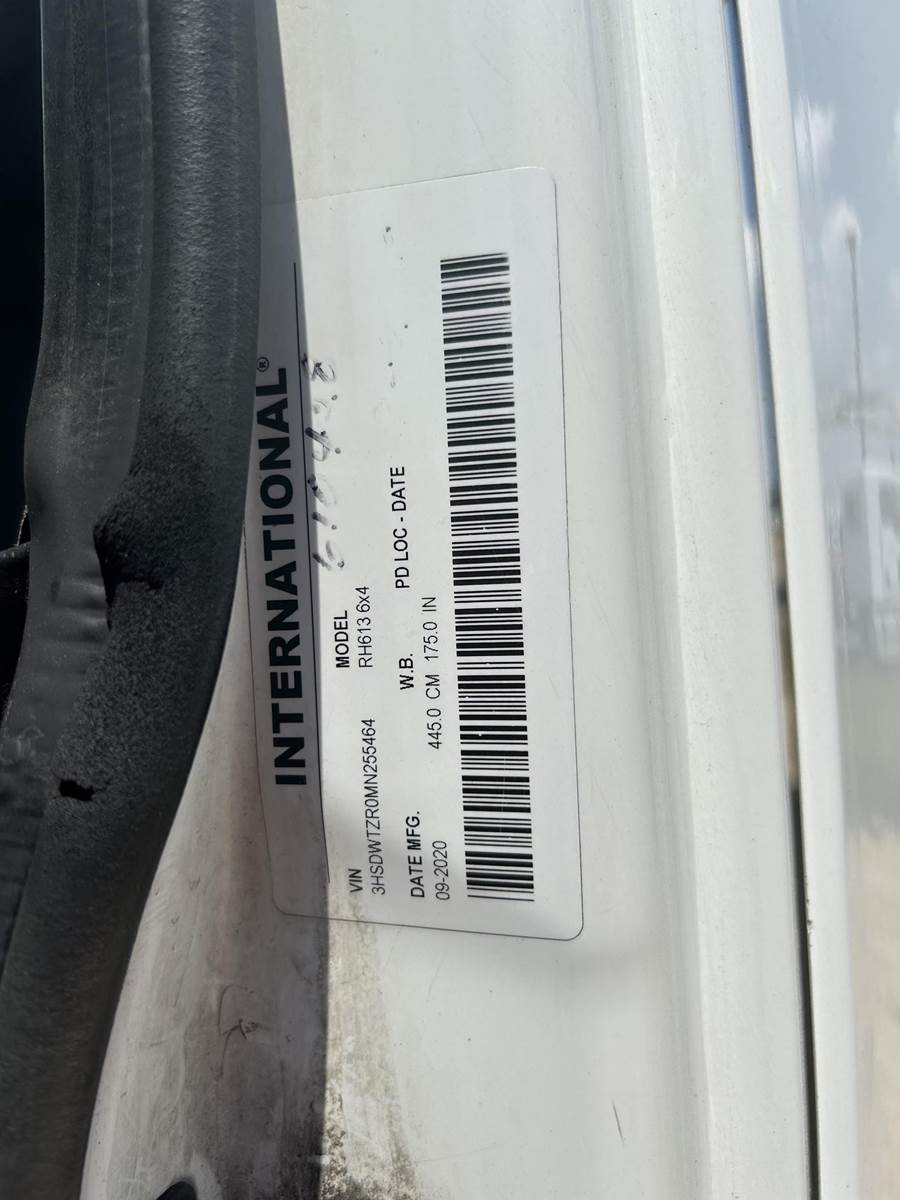 INTERNATIONAL®
VIN
3HSDWTZR0MN255464
MODEL
RH613 6x4
DATE MFG.
09-2020
W.B.
445.0 CM 175.0 IN
PD LOC - DATE